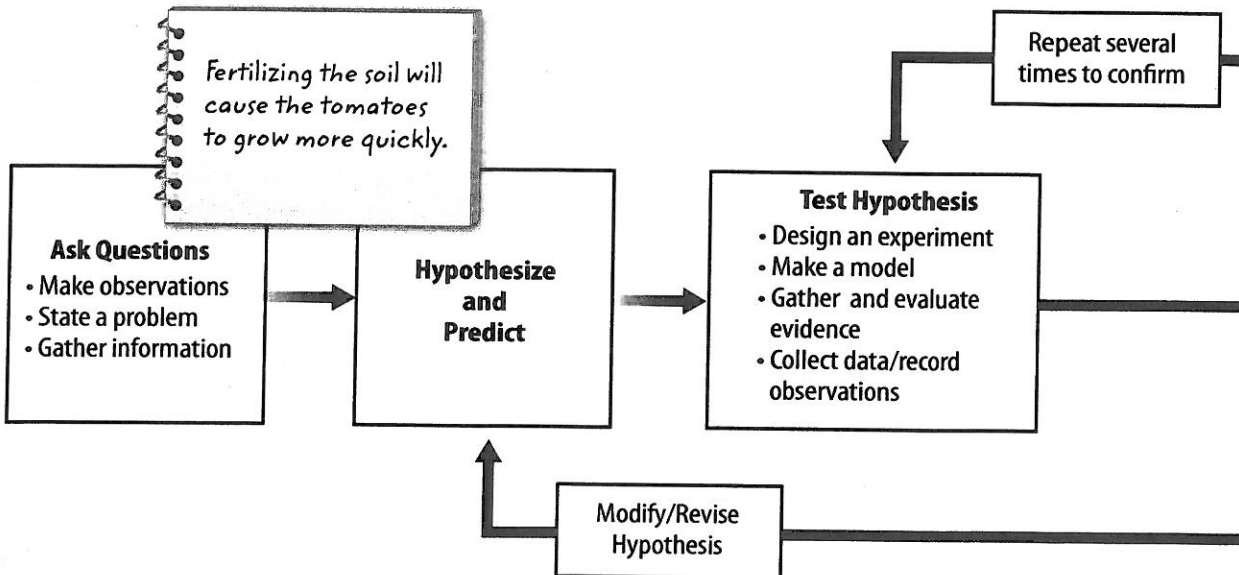 Fertilizing the soil will
cause the tomatoes
to grow more quickly.
Ask Questions
• Make observations
• State a problem
• Gather information
Hypothesize
and
Predict
Test Hypothesis
• Design an experiment
• Make a model
• Gather and evaluate
evidence
• Collect data/record
observations
Repeat several
times to confirm
Modify/Revise
Hypothesis